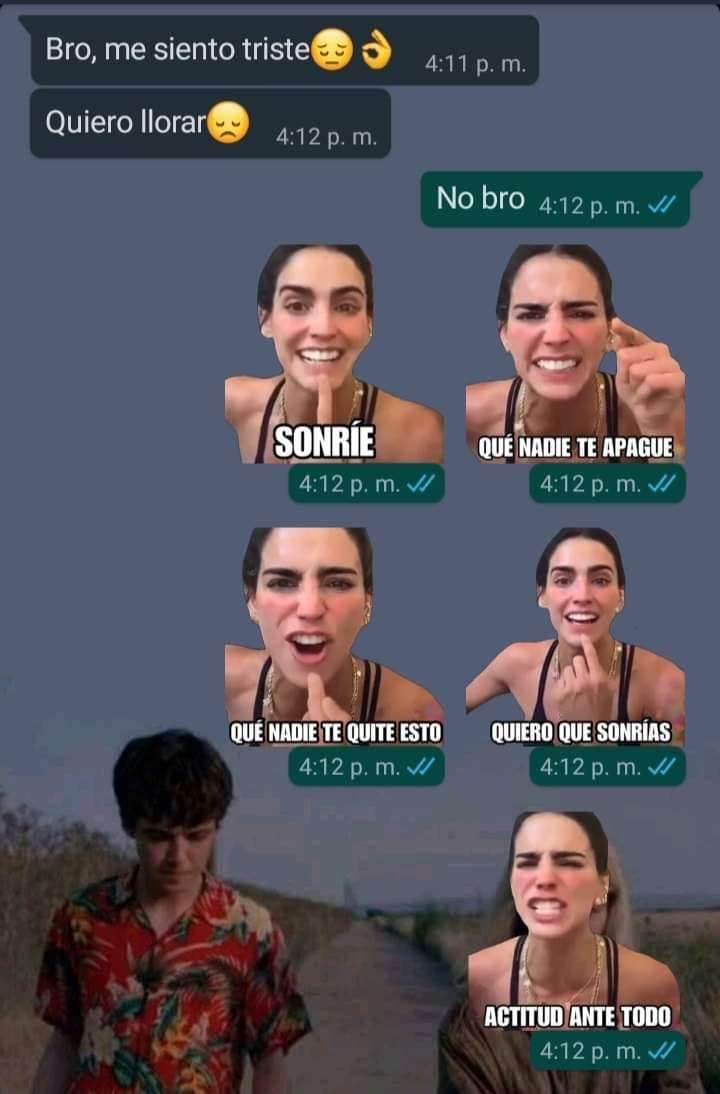 Bro, me siento triste😔👌 4:11 p. m.
Quiero llorar😞 4:12 p. m.
No bro 4:12 p. m.
SONRÍE
4:12 p. m.
QUÉ NADIE TE APAGUE
4:12 p. m.
QUÉ NADIE TE QUITE ESTO
4:12 p. m.
QUIERO QUE SONRÍAS
4:12 p. m.
ACTITUD ANTE TODO
4:12 p. m.